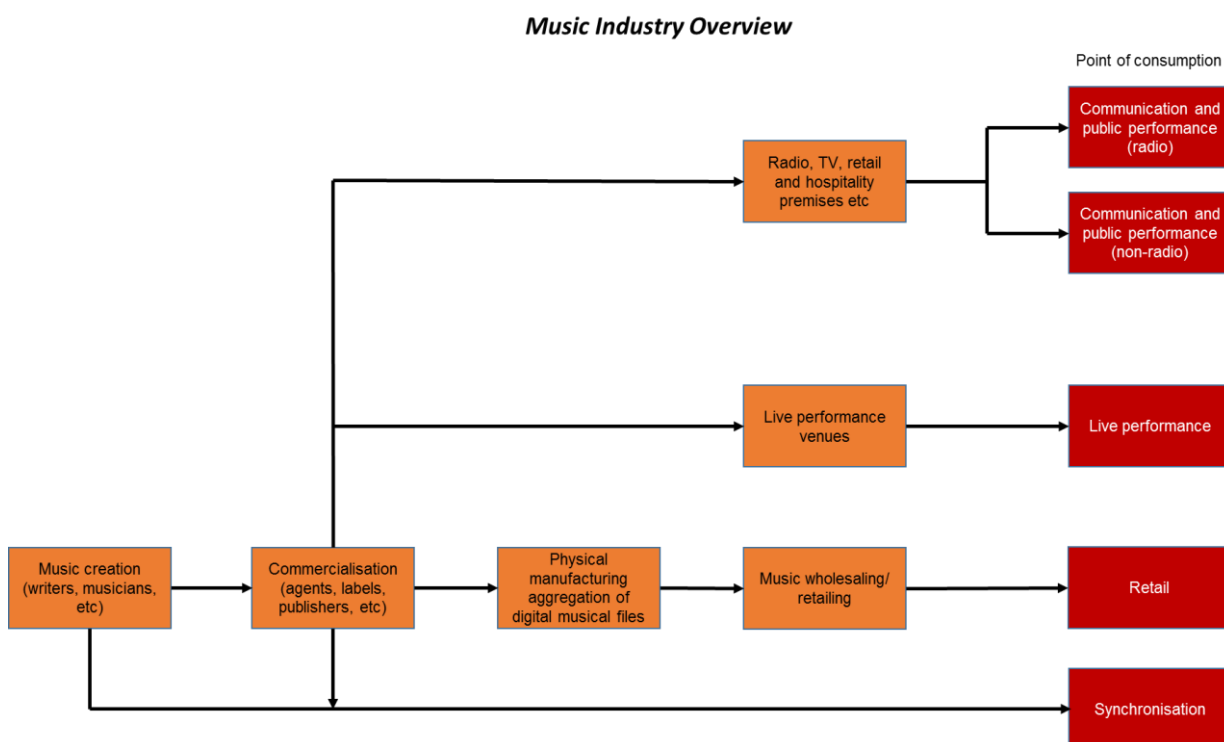 Music Industry Overview
Point of consumption
Communication and
public performance
(radio)
Radio, TV, retail
and hospitality
premises etc
Communication and
public performance
(non-radio)
Live performance
venues
Live performance
Music creation
(writers, musicians,
etc)
Commercialisation
(agents, labels,
publishers, etc)
Physical
manufacturing
aggregation of
digital musical files
Music wholesaling/
retailing
Retail
Synchronisation